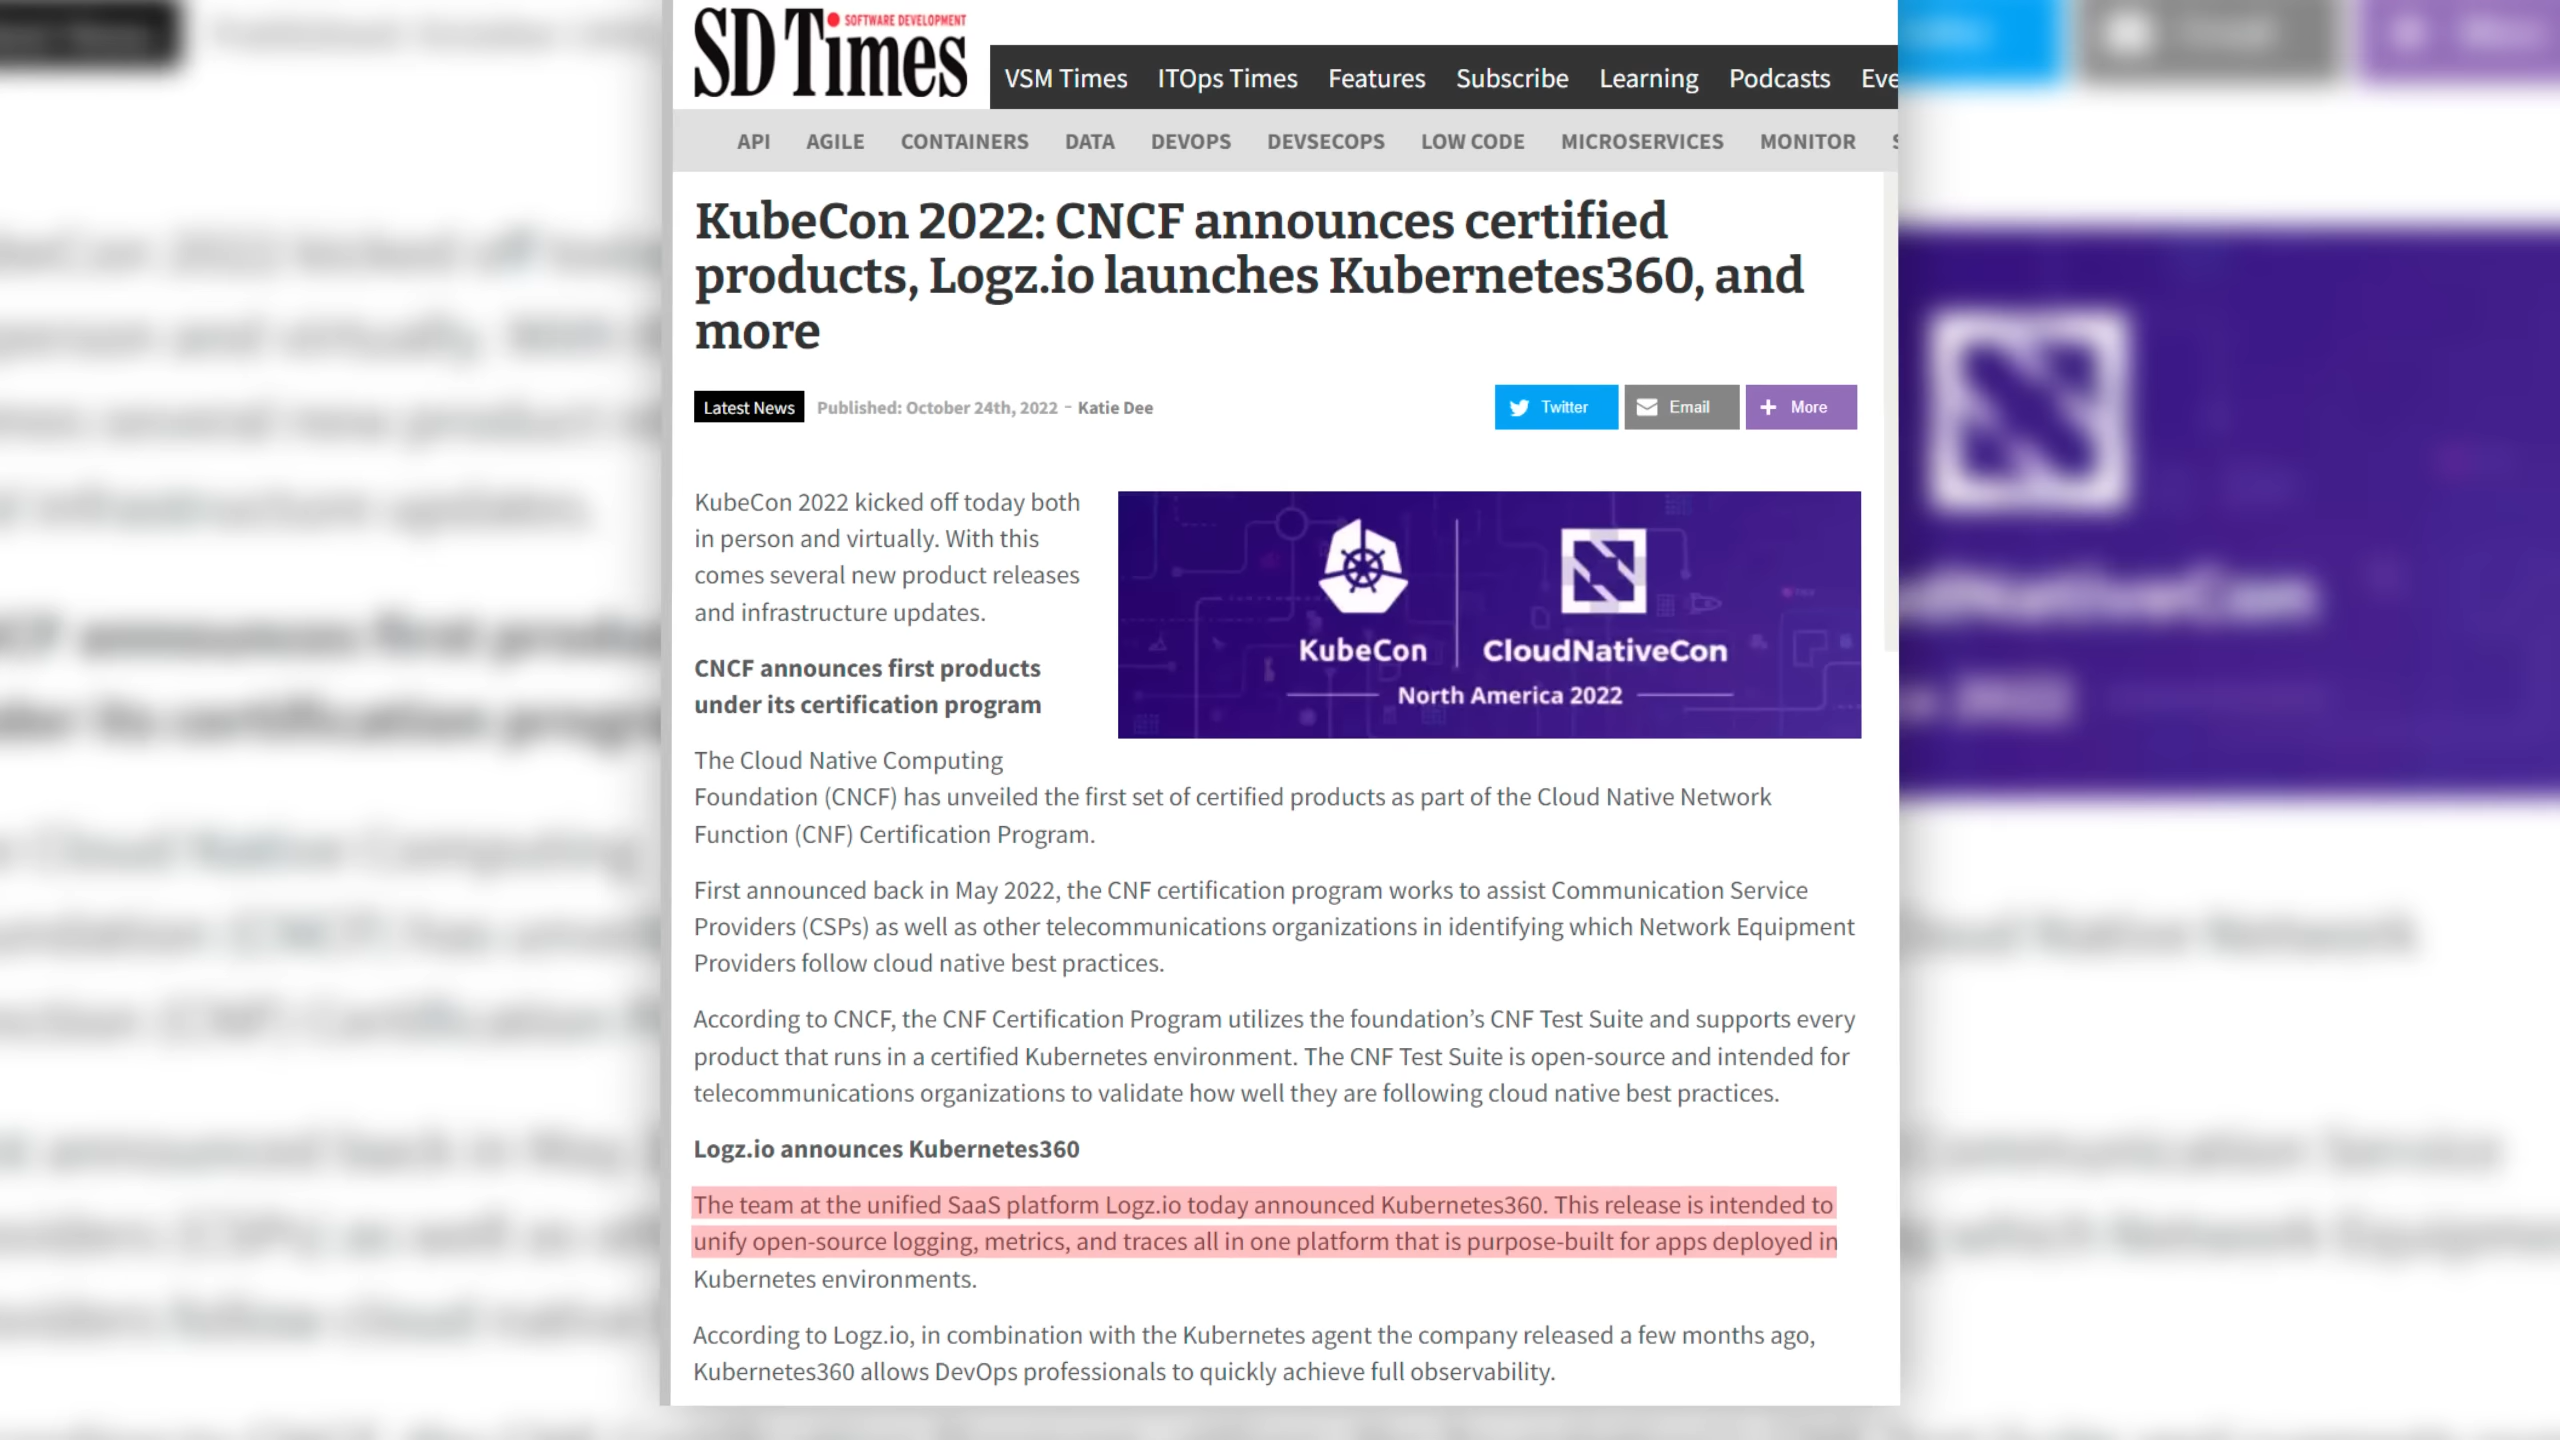 SD Times
SOFTWARE DEVELOPMENT
VSM Times ITOps Times Features Subscribe Learning Podcasts Eve
API AGILE CONTAINERS DATA DEVOPS DEVSECOPS LOW CODE MICROSERVICES MONITOR
KubeCon 2022: CNCF announces certified
products, Logz.io launches Kubernetes360, and
more
Latest News Published: October 24th, 2022 – Katie Dee
Twitter Email More
KubeCon 2022 kicked off today both
in person and virtually. With this
comes several new product releases
and infrastructure updates.
KubeCon CloudNativeCon
North America 2022
CNCF announces first products
under its certification program
The Cloud Native Computing
Foundation (CNCF) has unveiled the first set of certified products as part of the Cloud Native Network
Function (CNF) Certification Program.
First announced back in May 2022, the CNF certification program works to assist Communication Service
Providers (CSPs) as well as other telecommunications organizations in identifying which Network Equipment
Providers follow cloud native best practices.
According to CNCF, the CNF Certification Program utilizes the foundation’s CNF Test Suite and supports every
product that runs in a certified Kubernetes environment. The CNF Test Suite is open-source and intended for
telecommunications organizations to validate how well they are following cloud native best practices.
Logz.io announces Kubernetes360
The team at the unified SaaS platform Logz.io today announced Kubernetes360. This release is intended to
unify open-source logging, metrics, and traces all in one platform that is purpose-built for apps deployed in
Kubernetes environments.
According to Logz.io, in combination with the Kubernetes agent the company released a few months ago,
Kubernetes360 allows DevOps professionals to quickly achieve full observability.